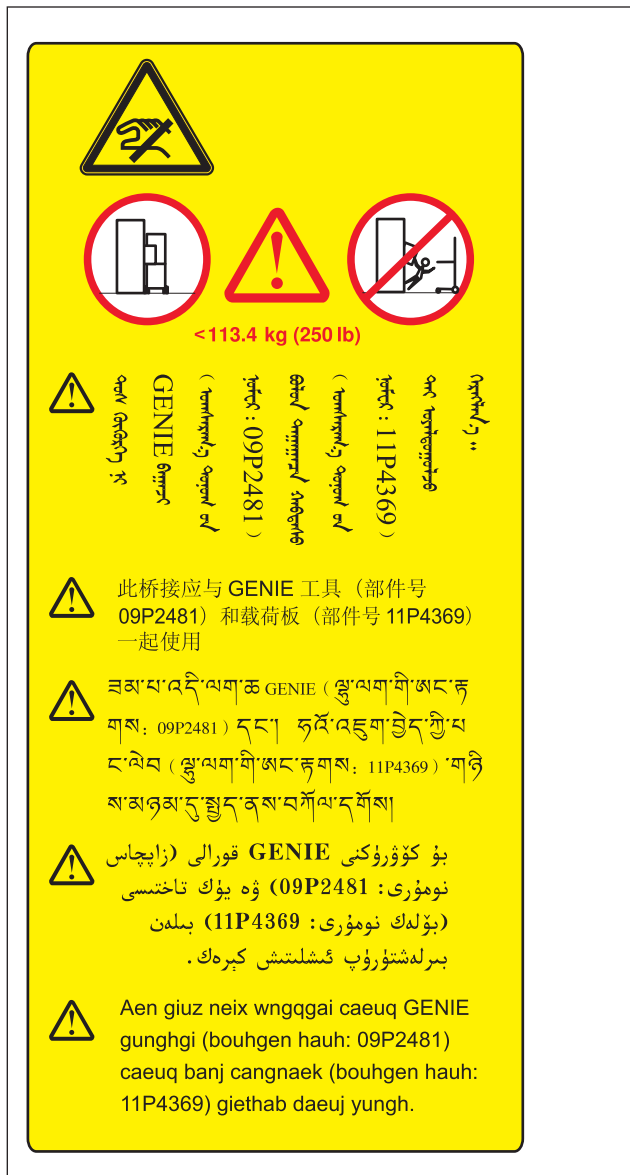 <113.4 kg (250 lb)
GENIE
: 09P2481 )
: 11P4369 )
此桥接应与 GENIE 工具（部件号
09P2481）和载荷板（部件号 11P4369）
一起使用
ཟམ་པ་འདི་ལག་ཆ GENIE ( ལྷུ་ལག་གི་ཨང་རྟ
གས: 09P2481 ) དང་། འཇུག་བྱེད་ཀྱི་པ
ང་ལེབ ( ལྷུ་ལག་གི་ཨང་རྟགས: 11P4369 ) ་གཉི
ས་མཉམ་དུ་སྤྱད་ནས་བཀོལ་དགོས།
بۇ كۆۋرۈكنى GENIE قورالى (زاپچاس
نومۇرى: 09P2481) ۋە يۈك تاختىسى
(بۆلەك نومۇرى: 11P4369) بىلەن
بىرلەشتۈرۈپ ئىشلىتىش كېرەك.
Aen giuz neix wngqgai caeuq GENIE
gunghgi (bouhgen hauh: 09P2481)
caeuq banj cangnaek (bouhgen hauh:
11P4369) giethab daeuj yungh.